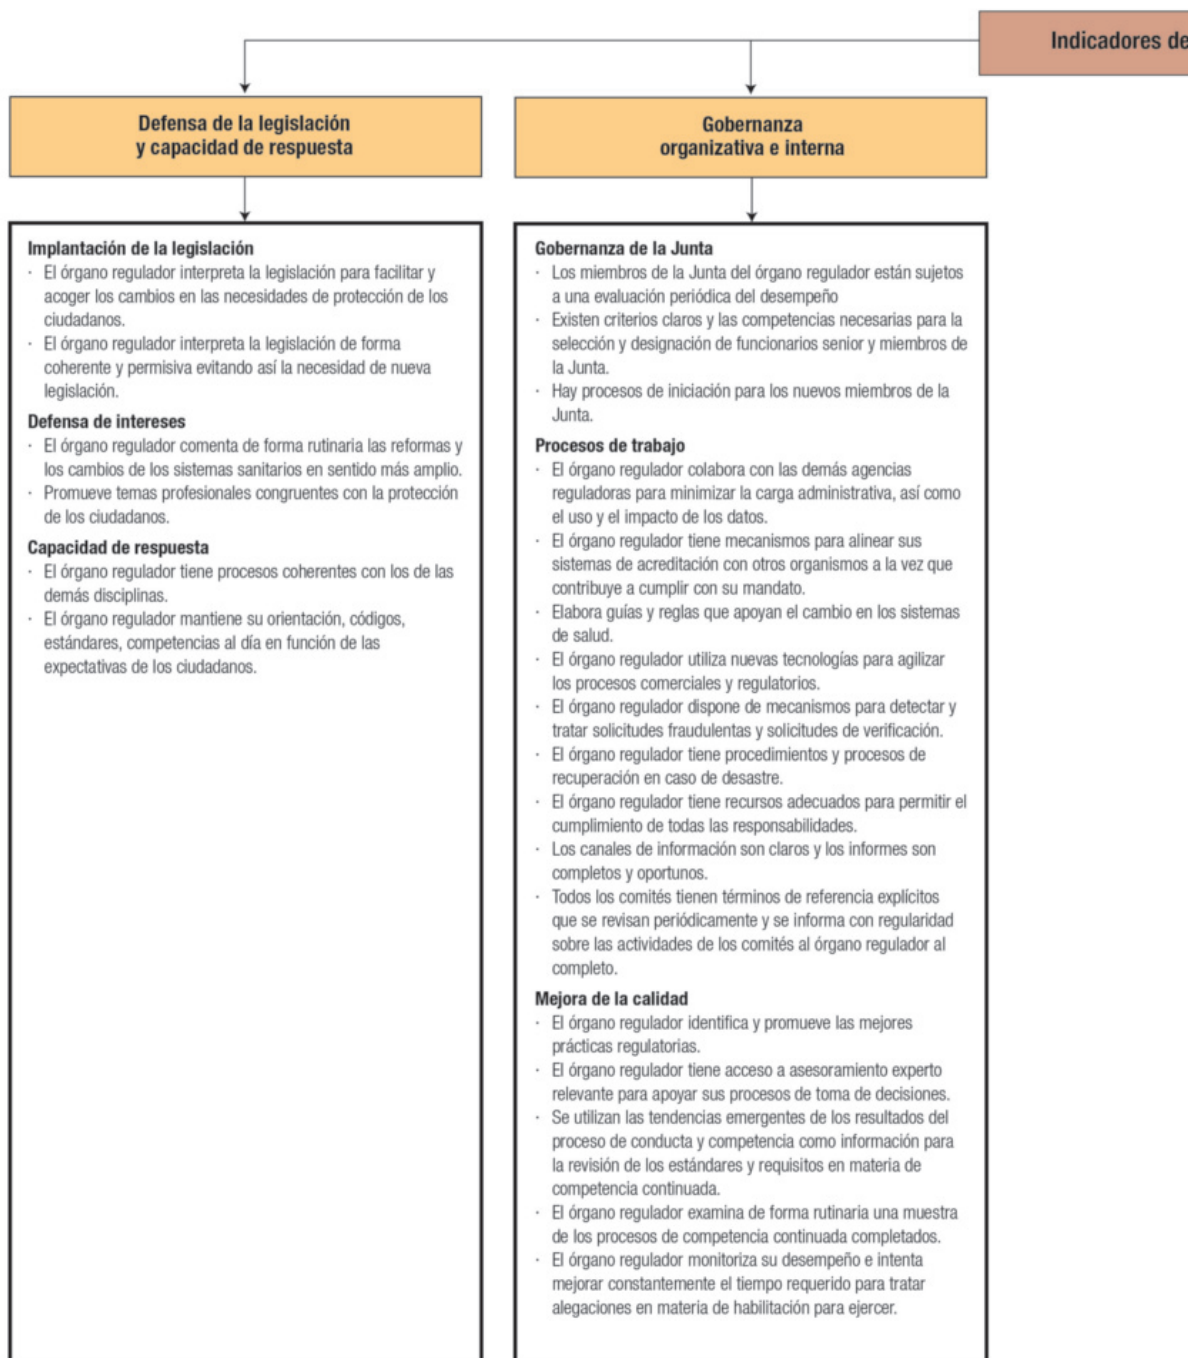 Indicadores de
Defensa de la legislación
y capacidad de respuesta
Gobernanza
organizativa e interna
Implantación de la legislación
· El órgano regulador interpreta la legislación para facilitar y
acoger los cambios en las necesidades de protección de los
ciudadanos.
· El órgano regulador interpreta la legislación de forma
coherente y permisiva evitando así la necesidad de nueva
legislación.
Defensa de intereses
· El órgano regulador comenta de forma rutinaria las reformas y
los cambios de los sistemas sanitarios en sentido más amplio.
· Promueve temas profesionales congruentes con la protección
de los ciudadanos.
Capacidad de respuesta
· El órgano regulador tiene procesos coherentes con los de las
demás disciplinas.
· El órgano regulador mantiene su orientación, códigos,
estándares, competencias al día en función de las
expectativas de los ciudadanos.
Gobernanza de la Junta
· Los miembros de la Junta del órgano regulador están sujetos
a una evaluación periódica del desempeño
· Existen criterios claros y las competencias necesarias para la
selección y designación de funcionarios senior y miembros de
la Junta.
· Hay procesos de iniciación para los nuevos miembros de la
Junta.
Procesos de trabajo
· El órgano regulador colabora con las demás agencias
reguladoras para minimizar la carga administrativa, así como
el uso y el impacto de los datos.
· El órgano regulador tiene mecanismos para alinear sus
sistemas de acreditación con otros organismos a la vez que
contribuye a cumplir con su mandato.
· Elabora guías y reglas que apoyan el cambio en los sistemas
de salud.
· El órgano regulador utiliza nuevas tecnologías para agilizar
los procesos comerciales y regulatorios.
· El órgano regulador dispone de mecanismos para detectar y
tratar solicitudes fraudulentas y solicitudes de verificación.
· El órgano regulador tiene procedimientos y procesos de
recuperación en caso de desastre.
· El órgano regulador tiene recursos adecuados para permitir el
cumplimiento de todas las responsabilidades.
· Los canales de información son claros y los informes son
completos y oportunos.
· Todos los comités tienen términos de referencia explícitos
que se revisan periódicamente y se informa con regularidad
sobre las actividades de los comités al órgano regulador al
completo.
Mejora de la calidad
· El órgano regulador identifica y promueve las mejores
prácticas regulatorias.
· El órgano regulador tiene acceso a asesoramiento experto
relevante para apoyar sus procesos de toma de decisiones.
· Se utilizan las tendencias emergentes de los resultados del
proceso de conducta y competencia como información para
la revisión de los estándares y requisitos en materia de
competencia continuada.
· El órgano regulador examina de forma rutinaria una muestra
de los procesos de competencia continuada completados.
· El órgano regulador monitoriza su desempeño e intenta
mejorar constantemente el tiempo requerido para tratar
alegaciones en materia de habilitación para ejercer.